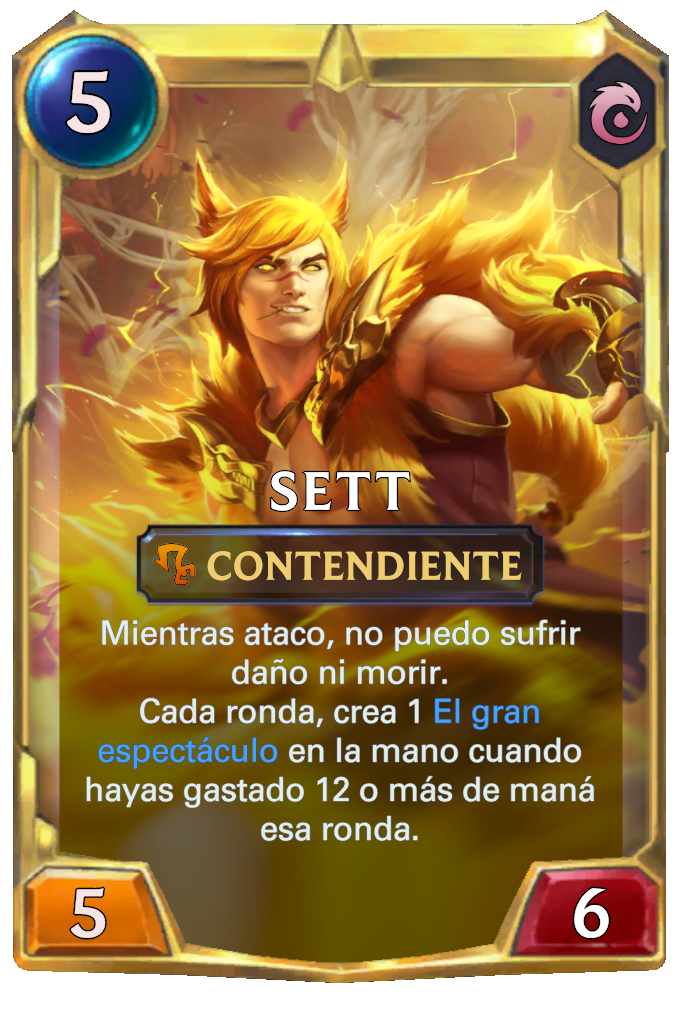 5
SETT
CONTENDIENTE
Mientras ataco, no puedo sufrir
daño ni morir.
Cada ronda, crea 1 El gran
espectáculo en la mano cuando
hayas gastado 12 o más de maná
esa ronda.
5
6